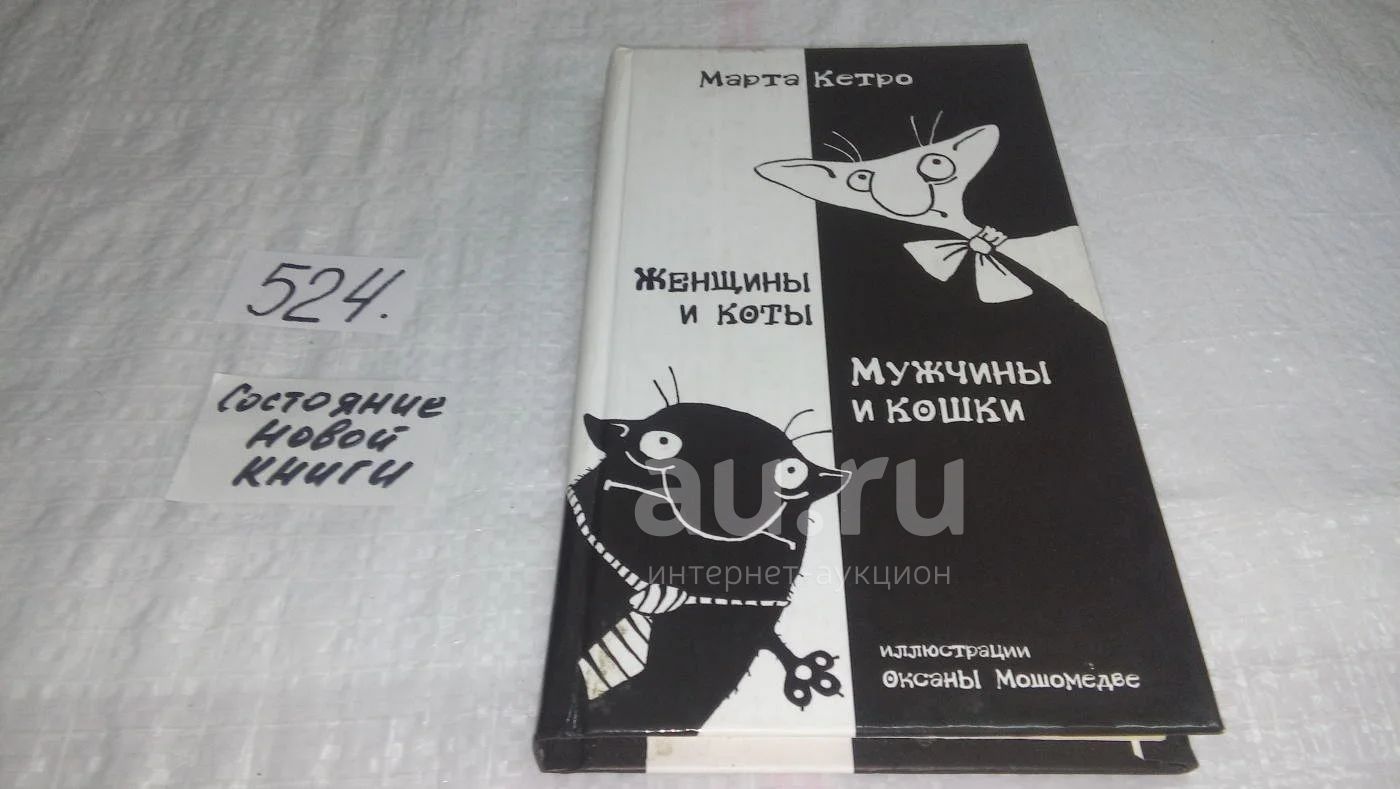 Марта Кетро
Женщины
и коты
Мужчины
и кошки
иллюстрации
Оксаны Мошомедве
524.
Состояние
новой
книги
au.ru
интернет-аукцион